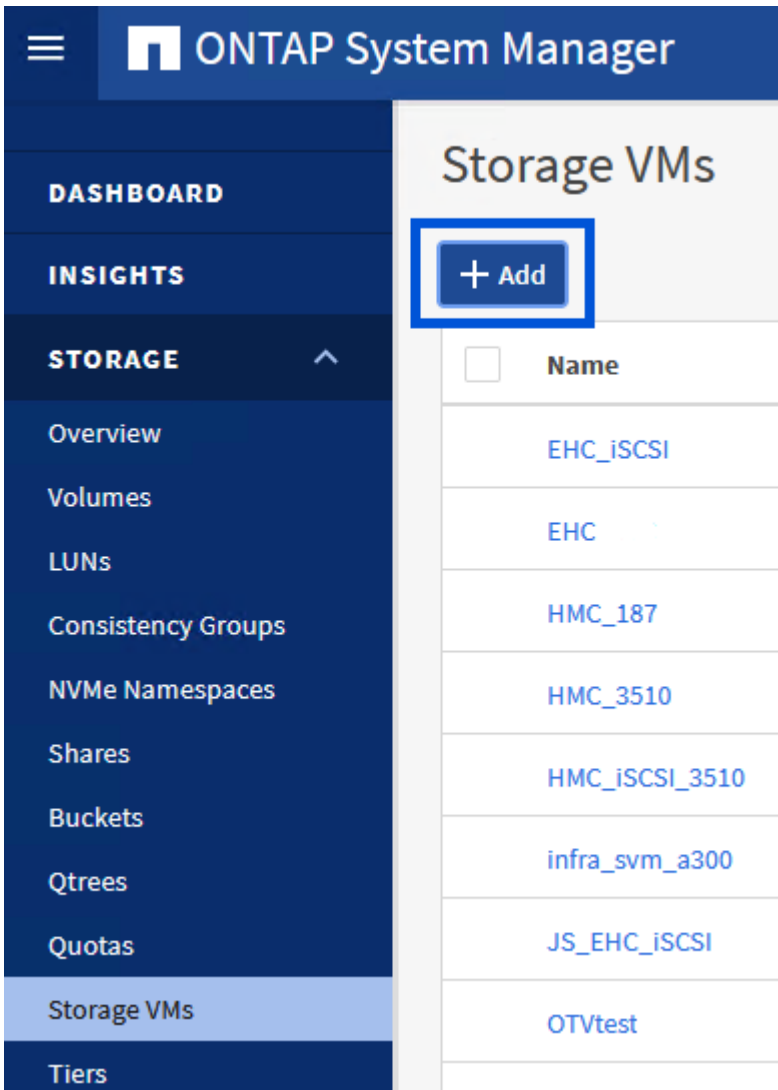 ONTAP System Manager
DASHBOARD
INSIGHTS
STORAGE
Overview
Volumes
LUNs
Consistency Groups
NVMe Namespaces
Shares
Buckets
Qtrees
Quotas
Storage VMs
Tiers
Storage VMs
+ Add
Name
EHC_iSCSI
EHC
HMC_187
HMC_3510
HMC_iSCSI_3510
infra_svm_a300
JS_EHC_iSCSI
OTVtest